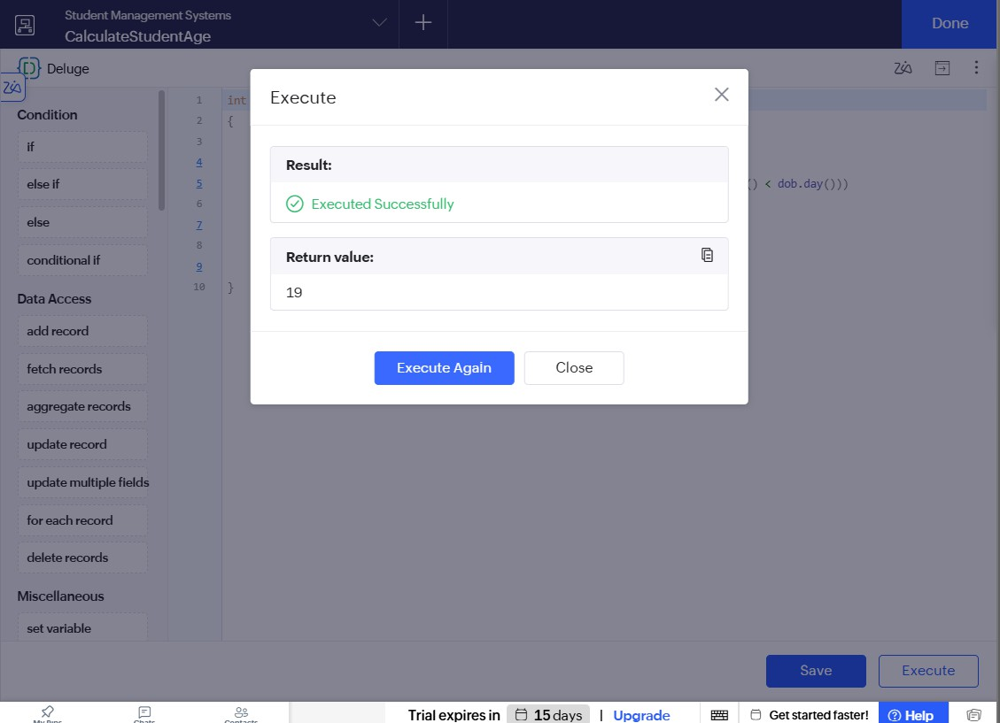 Student Management Systems
CalculateStudentAge
Done
Deluge
Condition
if
else if
else
conditional if
Data Access
add record
fetch records
aggregate records
update record
update multiple fields
for each record
delete records
Miscellaneous
set variable
1 int
2 {
3
4
5 () < dob.day()))
6
7
8
9
10 }
Execute
Result:
Executed Successfully
Return value:
19
Execute Again
Close
Save
Execute
My Pins
Chats
Contacts
Trial expires in 15 days | Upgrade
Get started faster!
Help